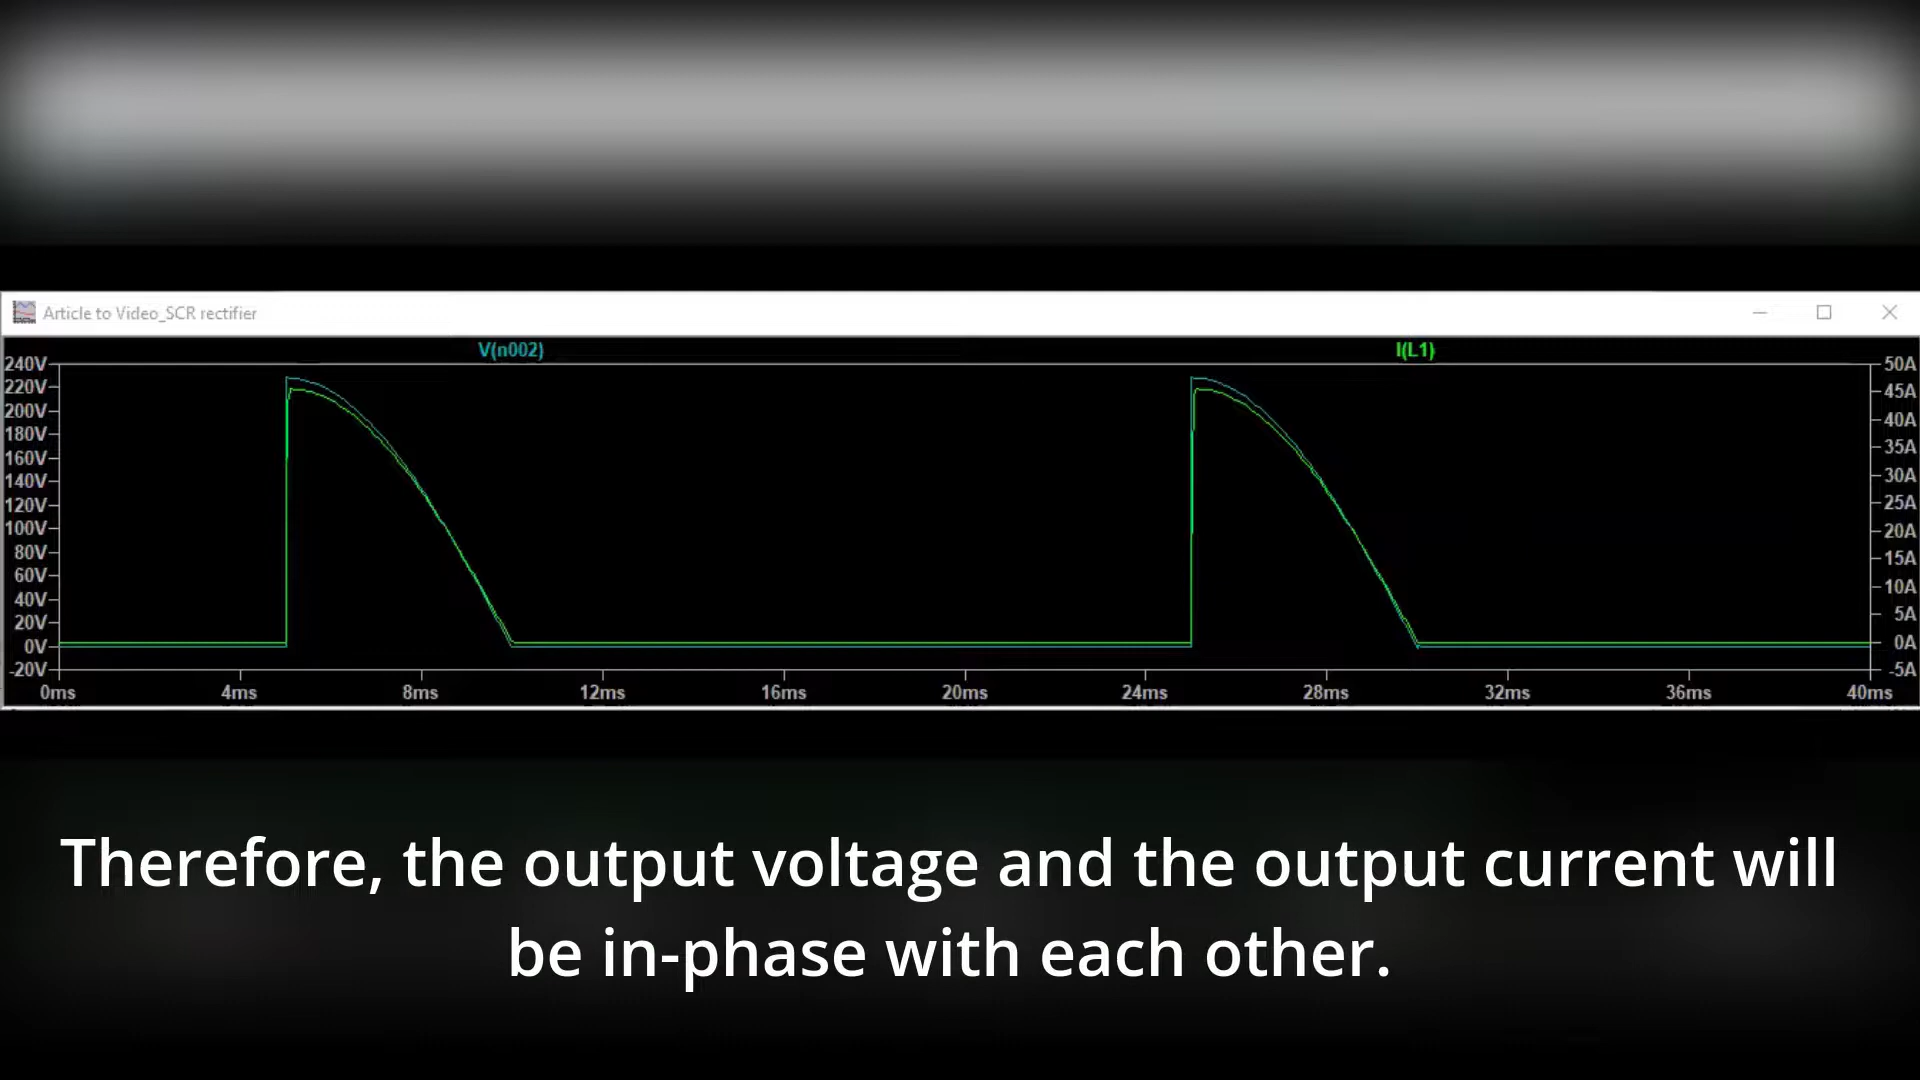 Article to Video_SCR rectifier
V(n002) I(L1)
240V 50A
220V 45A
200V 40A
180V 35A
160V 30A
140V 25A
120V 20A
100V 15A
80V 10A
60V 5A
40V 0A
20V -5A
0V
-20V
0ms 4ms 8ms 12ms 16ms 20ms 24ms 28ms 32ms 36ms 40ms
Therefore, the output voltage and the output current will
be in-phase with each other.